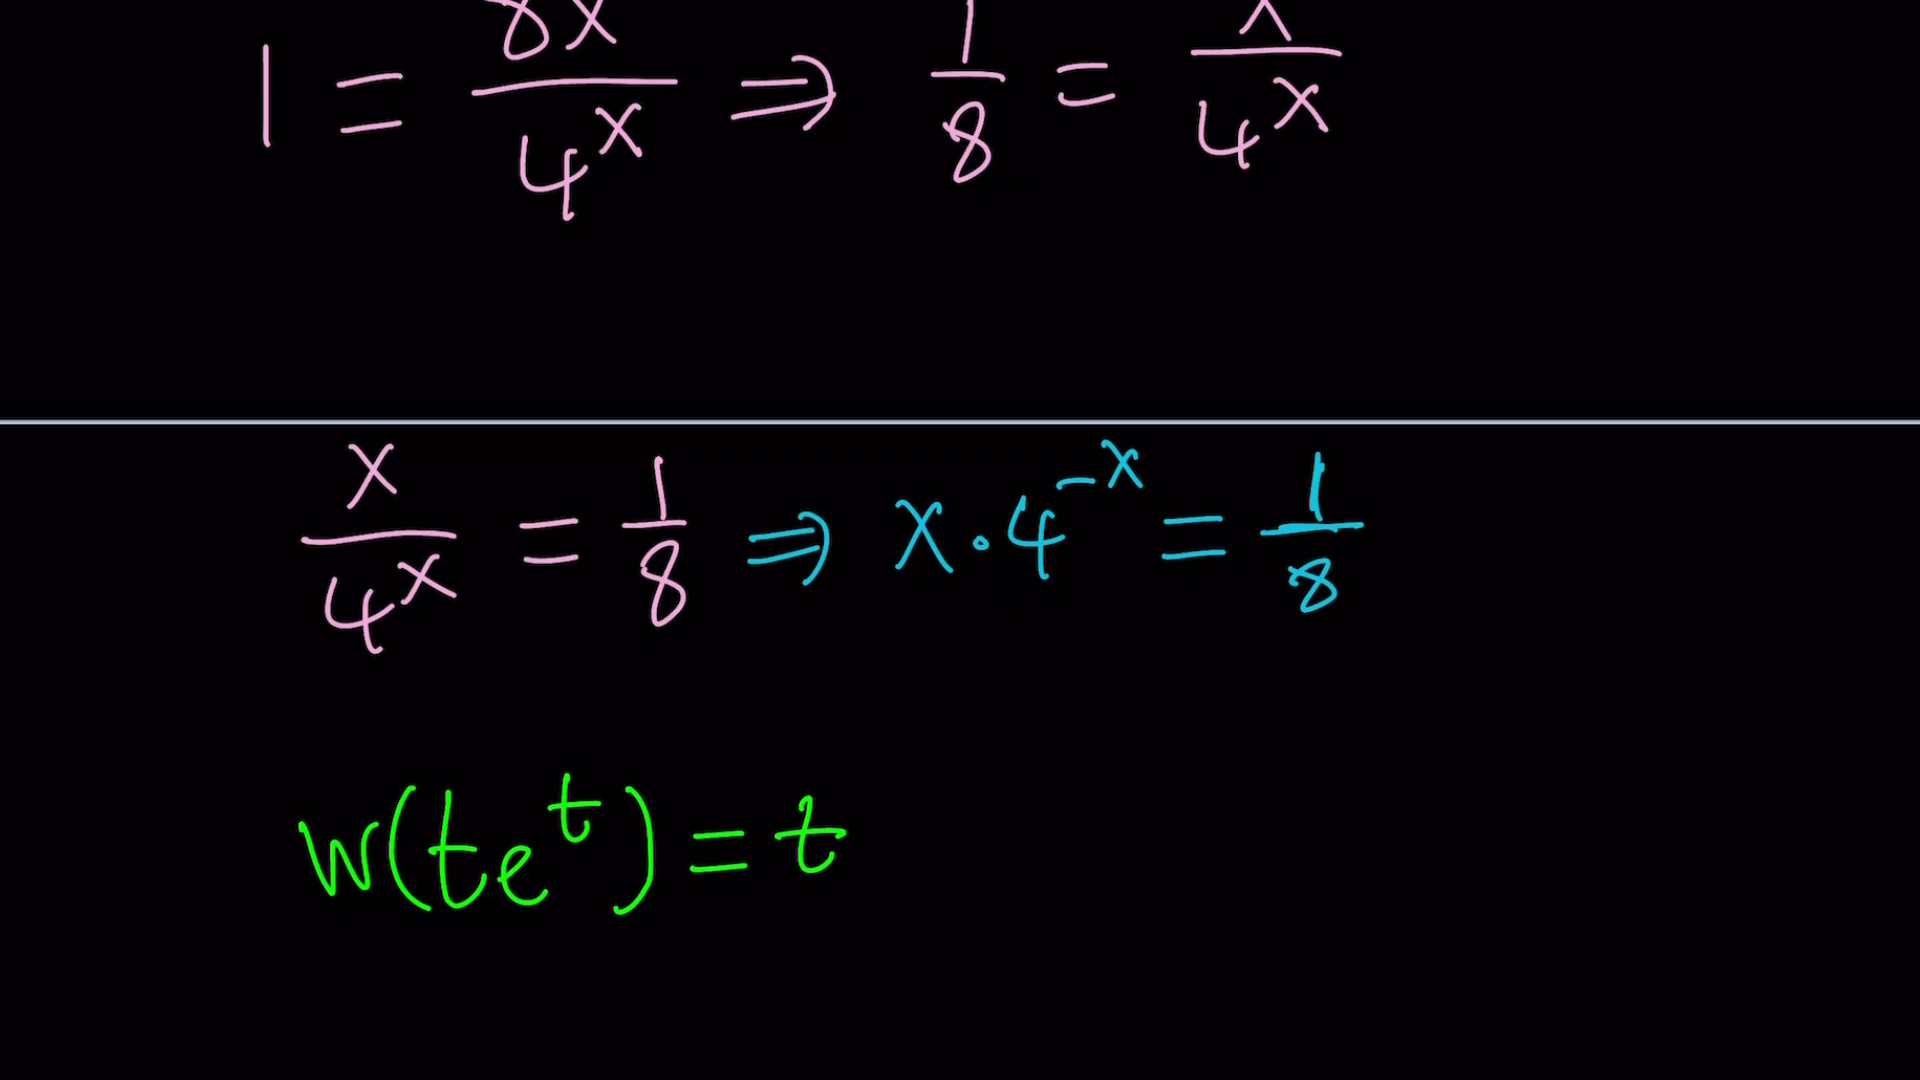 1 = 8x/4^x ⇒ 1/8 = x/4^x
x/4^x = 1/8 ⇒ x·4^-x = 1/8
W(te^t) = t